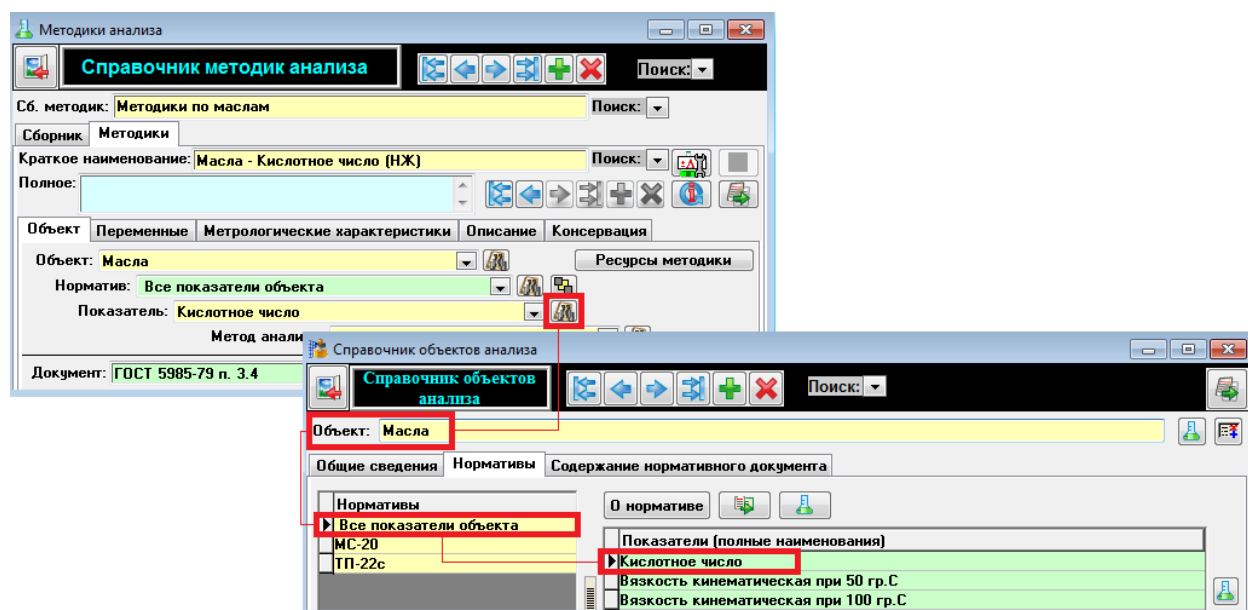 Методики анализа
Справочник методик анализа
Поиск:
Сб. методик: Методики по маслам
Поиск:
Сборник Методики
Краткое наименование: Масла - Кислотное число (НЖ)
Поиск:
Полное:
Объект Переменные Метрологические характеристики Описание Консервация
Объект: Масла
Ресурсы методики
Норматив: Все показатели объекта
Показатель: Кислотное число
Метод анали
Документ: ГОСТ 5985-79 п. 3.4
Справочник объектов анализа
Справочник объектов
анализа
Поиск:
Объект: Масла
Общие сведения Нормативы Содержание нормативного документа
Нормативы
Все показатели объекта
МС-20
ТП-22с
О нормативе
Показатели (полные наименования)
Кислотное число
Вязкость кинематическая при 50 гр.С
Вязкость кинематическая при 100 гр.С